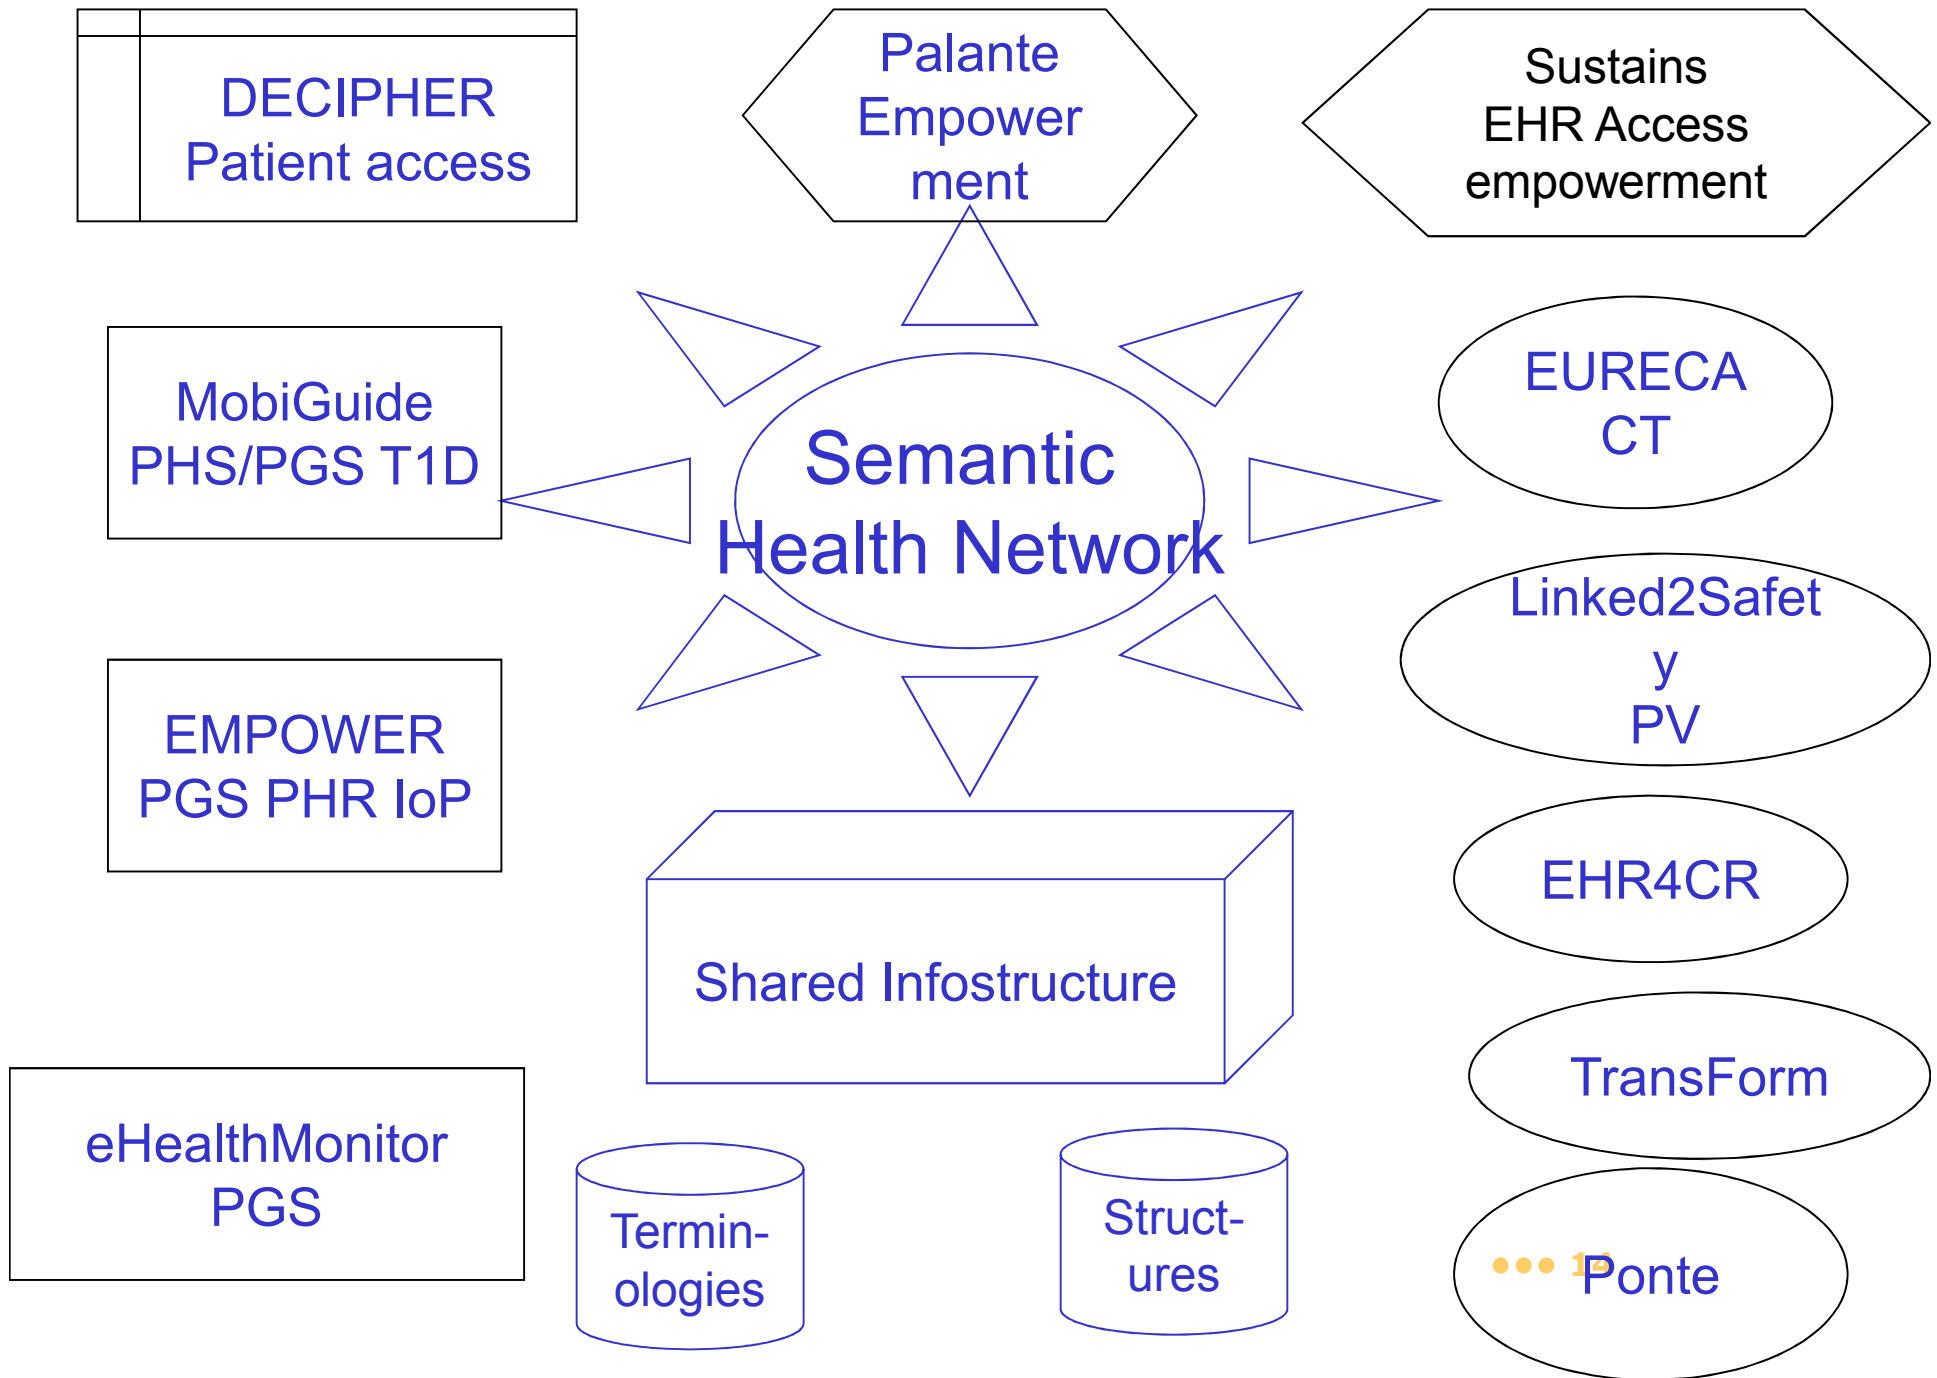 DECIPHER
Patient access
Palante
Empower
ment
Sustains
EHR Access
empowerment
MobiGuide
PHS/PGS T1D
Semantic
Health Network
EURECA
CT
Linked2Safet
y
PV
EMPOWER
PGS PHR IoP
EHR4CR
Shared Infostructure
TransForm
eHealthMonitor
PGS
Termin-
ologies
Struct-
ures
••• 14
Ponte